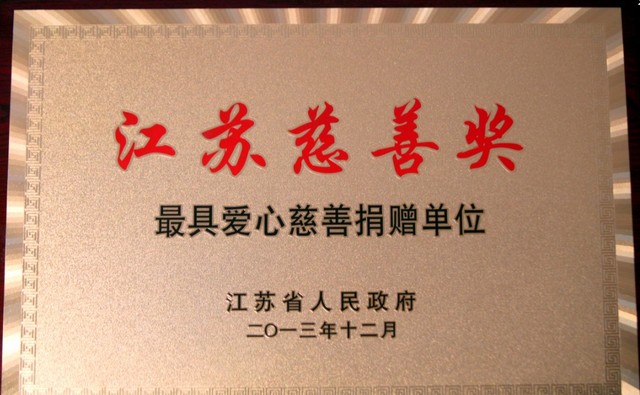 江苏慈善奖
最具爱心慈善捐赠单位
江苏省人民政府
二〇一三年十二月